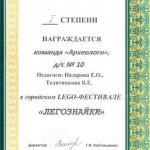 I СТЕПЕНИ
НАГРАЖДАЕТСЯ
команда «Археологи»,
д/с № 10
Педагоги: Назарова Е.О.,
Телятникова В.Е.
в городском LEGO-ФЕСТИВАЛЕ
«ЛЕГОЗНАЙКИ»
Директор